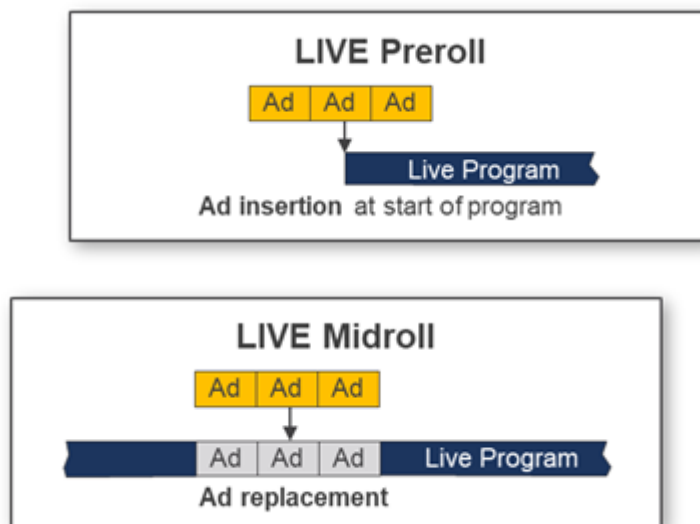 LIVE Preroll
Ad Ad Ad
Live Program
Ad insertion at start of program
LIVE Midroll
Ad Ad Ad
Ad Ad Ad Live Program
Ad replacement